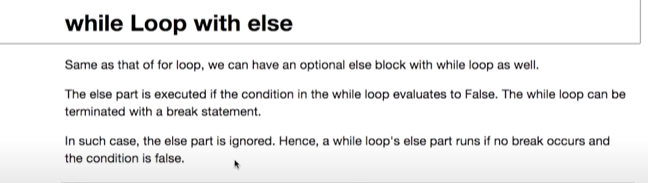 while Loop with else
Same as that of for loop, we can have an optional else block with while loop as well.
The else part is executed if the condition in the while loop evaluates to False. The while loop can be
terminated with a break statement.
In such case, the else part is ignored. Hence, a while loop's else part runs if no break occurs and
the condition is false.